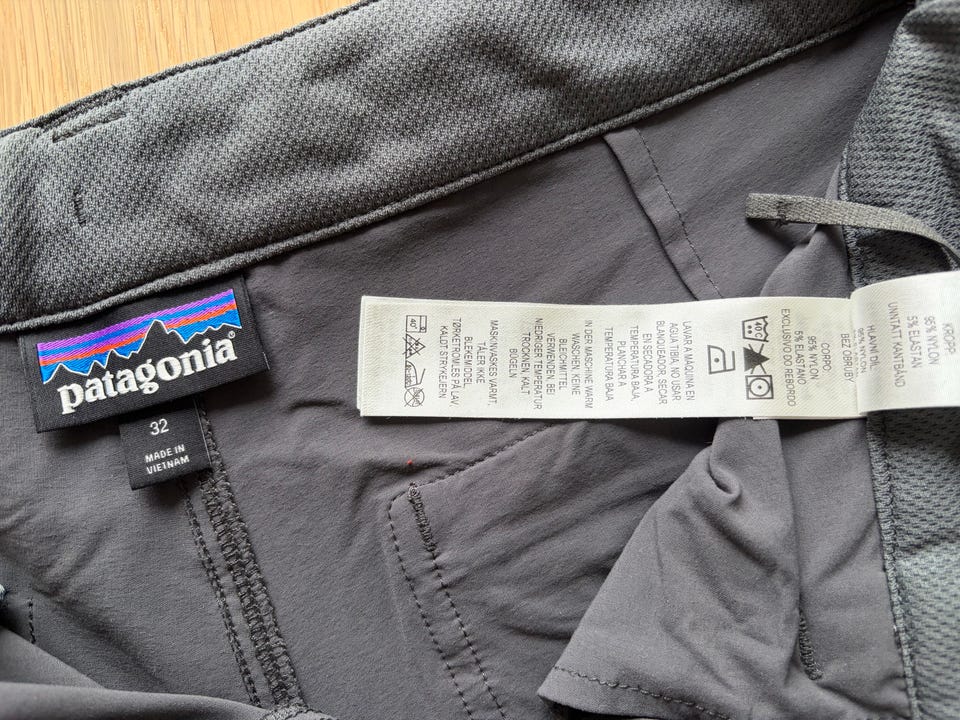 patagonia®
32
MADE IN
VIETNAM
40°
MASKINVASKES VARMT,
TÅLER IKKE
BLEKEMIDDEL
TØRKETROMLES PÅ LAV,
KALDT STRYKEJERN
IN DER MASCHINE WARM
WASCHEN, KEINE
BLEICHMITTEL
VERWENDEN, BEI
NIEDRIGER TEMPERATUR
TROCKNEN, KALT
BÜGELN
LAVAR A MÁQUINA EN
AGUA TIBIA, NO USAR
BLANQUEADOR, SECAR
EN SECADORA A
TEMPERATURA BAJA,
PLANCHAR A
TEMPERATURA BAJA
40
CORPO:
95% NYLON
5% ELASTANO
EXCLUSIVO DO REBORDO
HLAVNÍ DÍL
95% NYLON,
BEZ OBRUBY
KROPP:
95% NYLON
5% ELASTAN
UNNTATT KANTBÅND